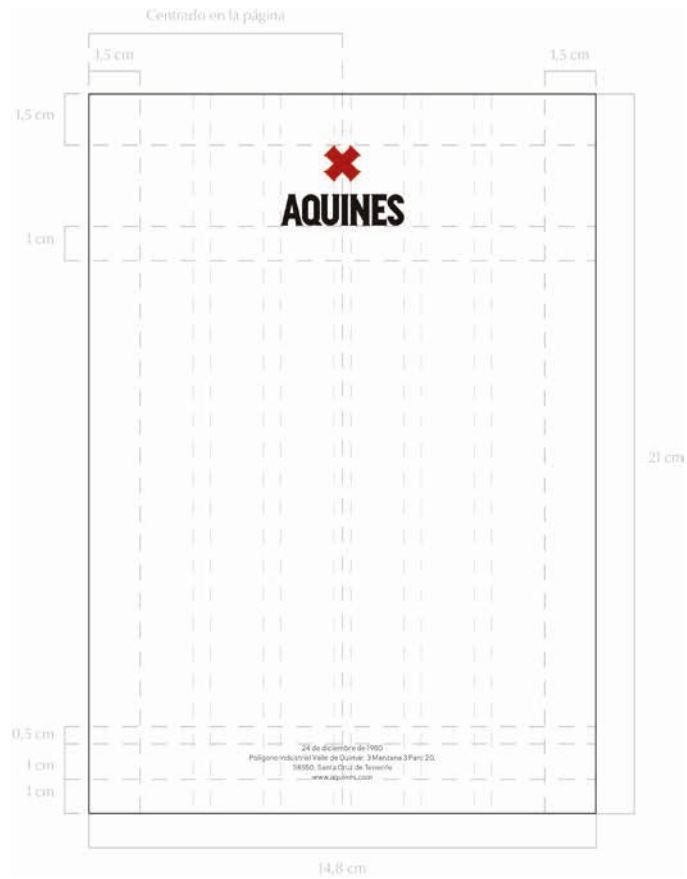 Centrado en la página
1,5 cm
1,5 cm
1,5 cm
AQUINES
1 cm
21 cm
0,5 cm
24 de diciembre de 1980
Polígono Industrial Valle de Güímar, 3 Manzana 3 Parc 20,
38550, Santa Cruz de Tenerife
1 cm
www.aquines.com
1 cm
14,8 cm